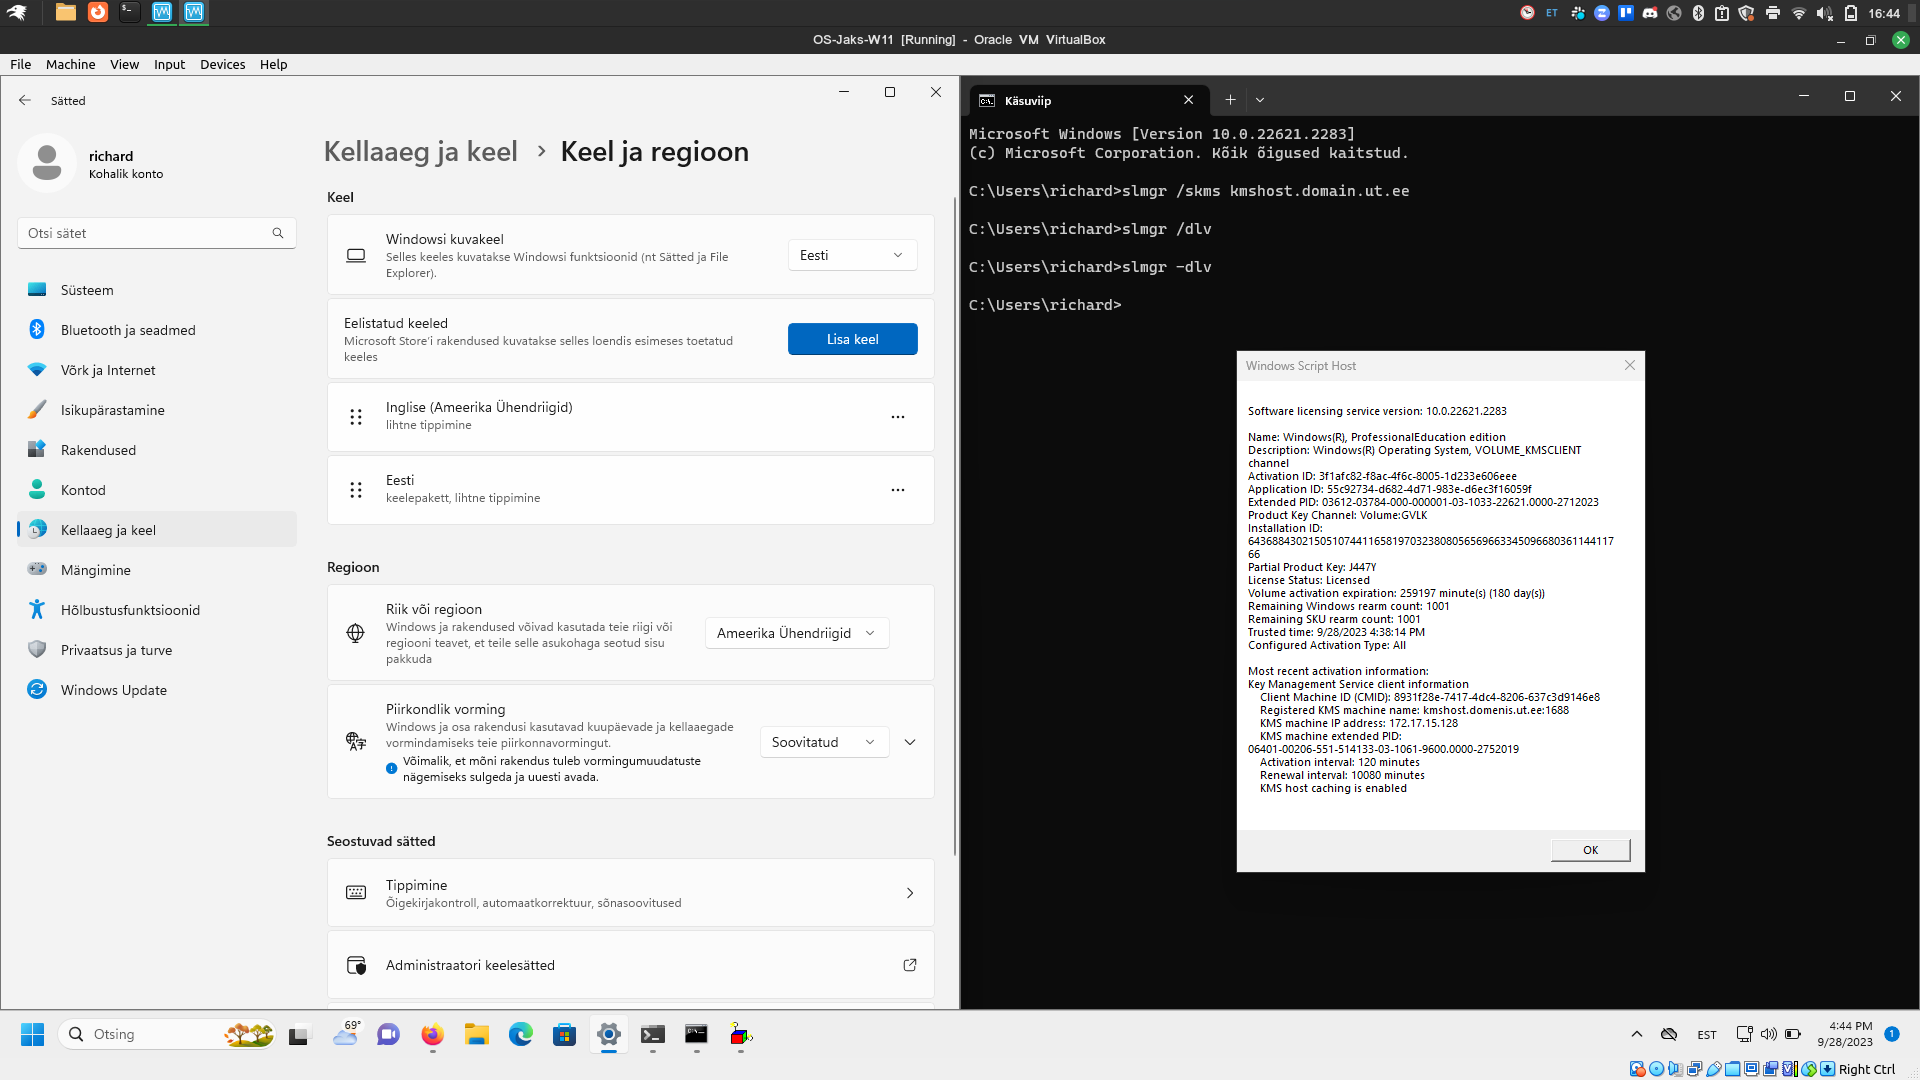 ET
16:44
OS-Jaks-W11 [Running] - Oracle VM VirtualBox
File Machine View Input Devices Help
Sätted
richard
Kohalik konto
Otsi sätet
Süsteem
Bluetooth ja seadmed
Võrk ja Internet
Isikupärastamine
Rakendused
Kontod
Kellaaeg ja keel
Mängimine
Hõlbustusfunktsioonid
Privaatsus ja turve
Windows Update
Kellaaeg ja keel > Keel ja regioon
Keel
Windowsi kuvakeel
Selles keeles kuvatakse Windowsi funktsioonid (nt Sätted ja File
Explorer).
Eesti
Eelistatud keeled
Microsoft Store'i rakendused kuvatakse selles loendis esimeses toetatud
keeles
Lisa keel
Inglise (Ameerika Ühendriigid)
lihtne tippimine
Eesti
keelepakett, lihtne tippimine
Regioon
Riik või regioon
Windows ja rakendused võivad kasutada teie riigi või
regiooni teavet, et teile selle asukohaga seotud sisu
pakkuda
Ameerika Ühendriigid
Piirkondlik vorming
Windows ja osa rakendusi kasutavad kuupäevade ja kellaaegade
vormindamiseks teie piirkonnavormingut.
Võimalik, et mõni rakendus tuleb vormingumuudatuste
nägemiseks sulgeda ja uuesti avada.
Soovitatud
Seostuvad sätted
Tippimine
Õigekirjakontroll, automaatkorrektuur, sõnasoovitused
Administraatori keelesätted
Käsuviip
Microsoft Windows [Version 10.0.22621.2283]
(c) Microsoft Corporation. Kõik õigused kaitstud.
C:\Users\richard>slmgr /skms kmshost.domain.ut.ee
C:\Users\richard>slmgr /dlv
C:\Users\richard>slmgr -dlv
C:\Users\richard>
Windows Script Host
Software licensing service version: 10.0.22621.2283
Name: Windows(R), ProfessionalEducation edition
Description: Windows(R) Operating System, VOLUME_KMSCLIENT
channel
Activation ID: 3f1afc82-f8ac-4f6c-8005-1d233e606eee
Application ID: 55c92734-d682-4d71-983e-d6ec3f16059f
Extended PID: 03612-03784-000-000001-03-1033-22621.0000-2712023
Product Key Channel: Volume:GVLK
Installation ID:
643688430215051074411658197032380805656966334509668036114411​7
66
Partial Product Key: J447Y
License Status: Licensed
Volume activation expiration: 259197 minute(s) (180 day(s))
Remaining Windows rearm count: 1001
Remaining SKU rearm count: 1001
Trusted time: 9/28/2023 4:38:14 PM
Configured Activation Type: All
Most recent activation information:
Key Management Service client information
Client Machine ID (CMID): 8931f28e-7417-4dc4-8206-637c3d9146e8
Registered KMS machine name: kmshost.domenis.ut.ee:1688
KMS machine IP address: 172.17.15.128
KMS machine extended PID:
06401-00206-551-514133-03-1061-9600.0000-2752019
Activation interval: 120 minutes
Renewal interval: 10080 minutes
KMS host caching is enabled
OK
Otsing
69°
EST
4:44 PM
9/28/2023
1
Right Ctrl